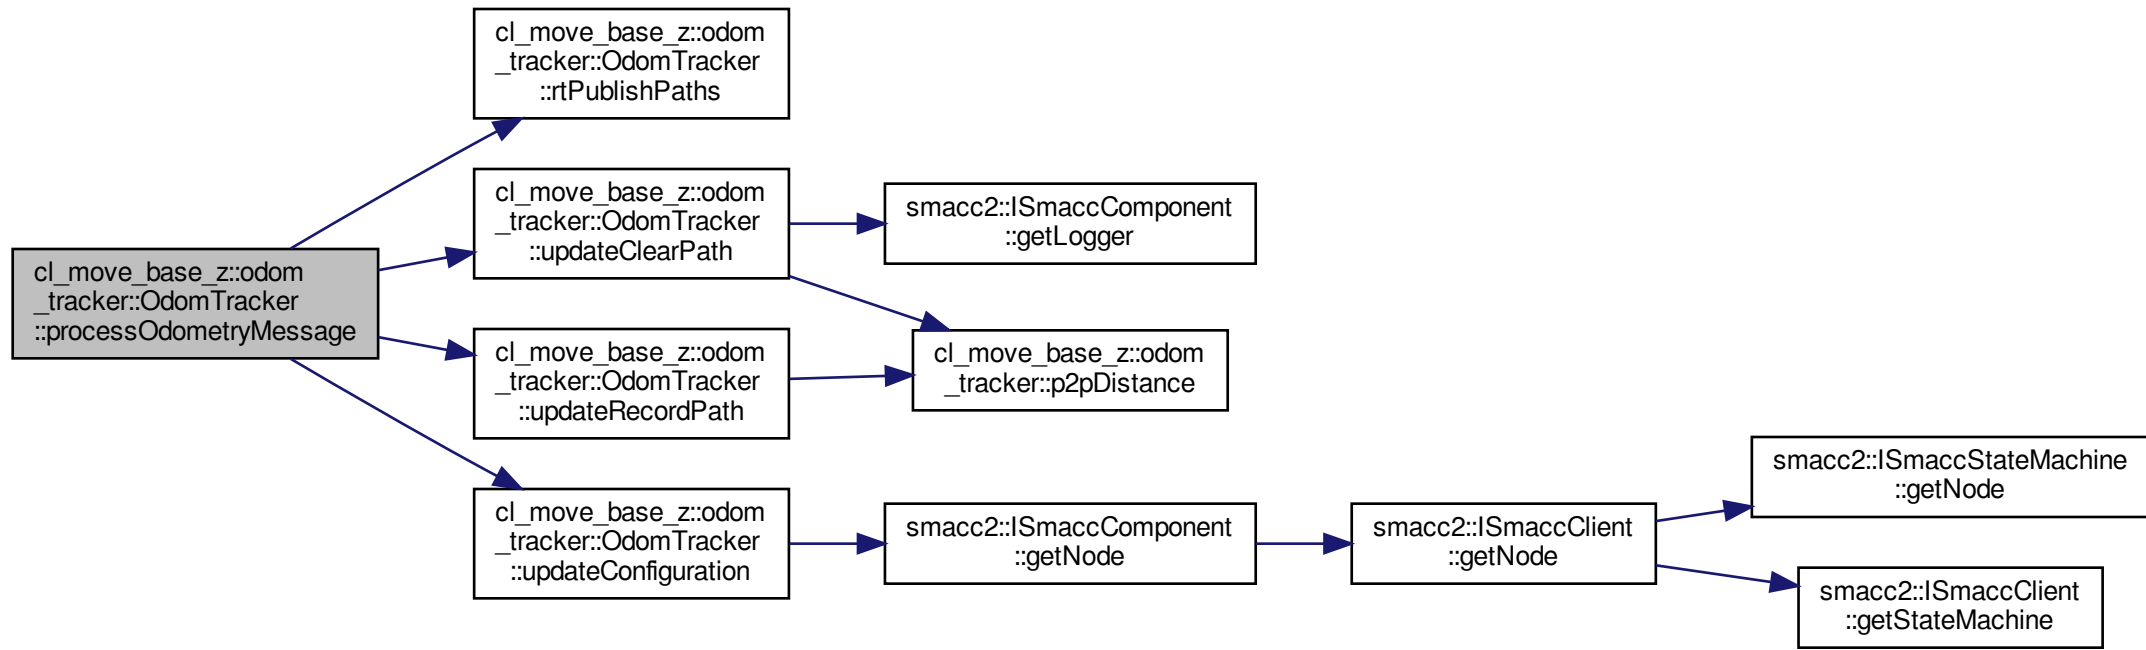 cl_move_base_z::odom
_tracker::OdomTracker
::rtPublishPaths
cl_move_base_z::odom
_tracker::OdomTracker
::updateClearPath
smacc2::ISmaccComponent
::getLogger
cl_move_base_z::odom
_tracker::OdomTracker
::processOdometryMessage
cl_move_base_z::odom
_tracker::OdomTracker
::updateRecordPath
cl_move_base_z::odom
_tracker::p2pDistance
cl_move_base_z::odom
_tracker::OdomTracker
::updateConfiguration
smacc2::ISmaccComponent
::getNode
smacc2::ISmaccClient
::getNode
smacc2::ISmaccStateMachine
::getNode
smacc2::ISmaccClient
::getStateMachine